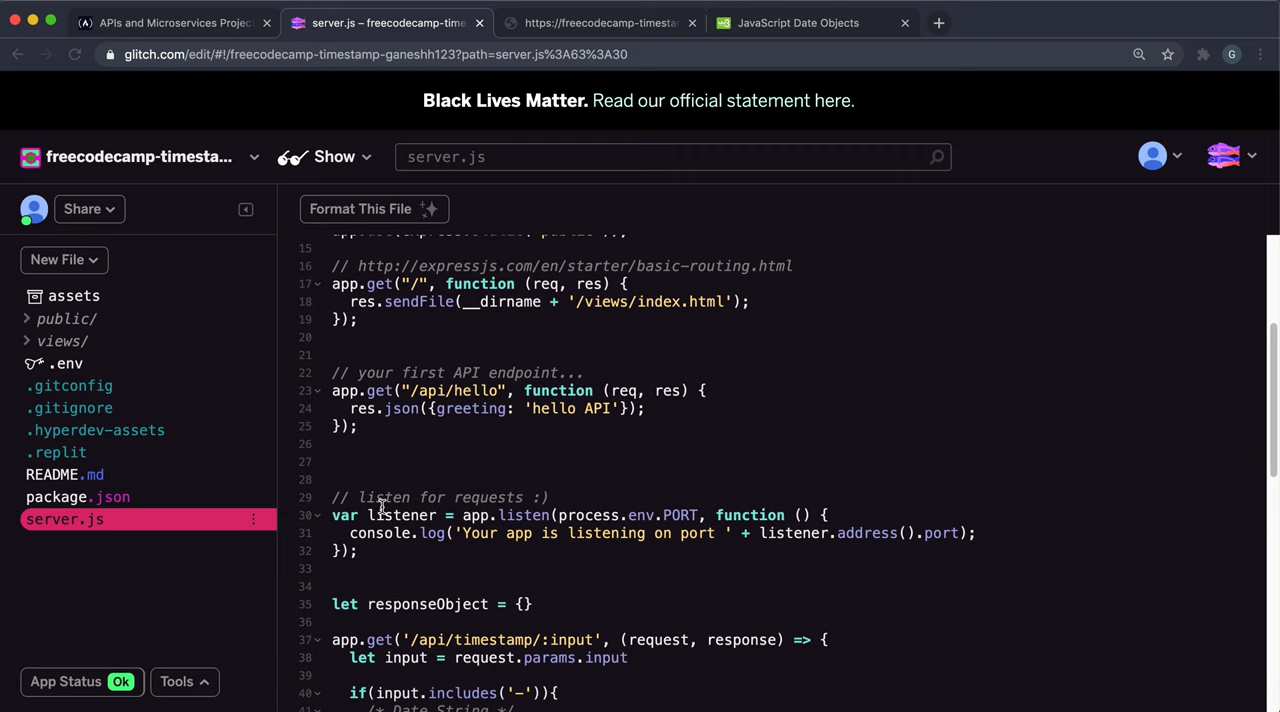 APIs and Microservices Project
server.js – freecodecamp-time
https://freecodecamp-timesta
JavaScript Date Objects
glitch.com/edit/#!/freecodecamp-timestamp-ganeshh123?path=server.js%3A63%3A30
G
Black Lives Matter. Read our official statement here.
freecodecamp-timesta...
Show
server.js
Share
Format This File
New File
assets
public/
views/
.env
.gitconfig
.gitignore
.hyperdev-assets
.replit
README.md
package.json
server.js
App Status Ok
Tools
15
16 // http://expressjs.com/en/starter/basic-routing.html
17 app.get("/", function (req, res) {
18 res.sendFile(__dirname + '/views/index.html');
19 });
20
21
22 // your first API endpoint...
23 app.get("/api/hello", function (req, res) {
24 res.json({greeting: 'hello API'});
25 });
26
27
28
29 // listen for requests :)
30 var listener = app.listen(process.env.PORT, function () {
31 console.log('Your app is listening on port ' + listener.address().port);
32 });
33
34
35 let responseObject = {}
36
37 app.get('/api/timestamp/:input', (request, response) => {
38 let input = request.params.input
39
40 if(input.includes('-')){
41 /* Date String */